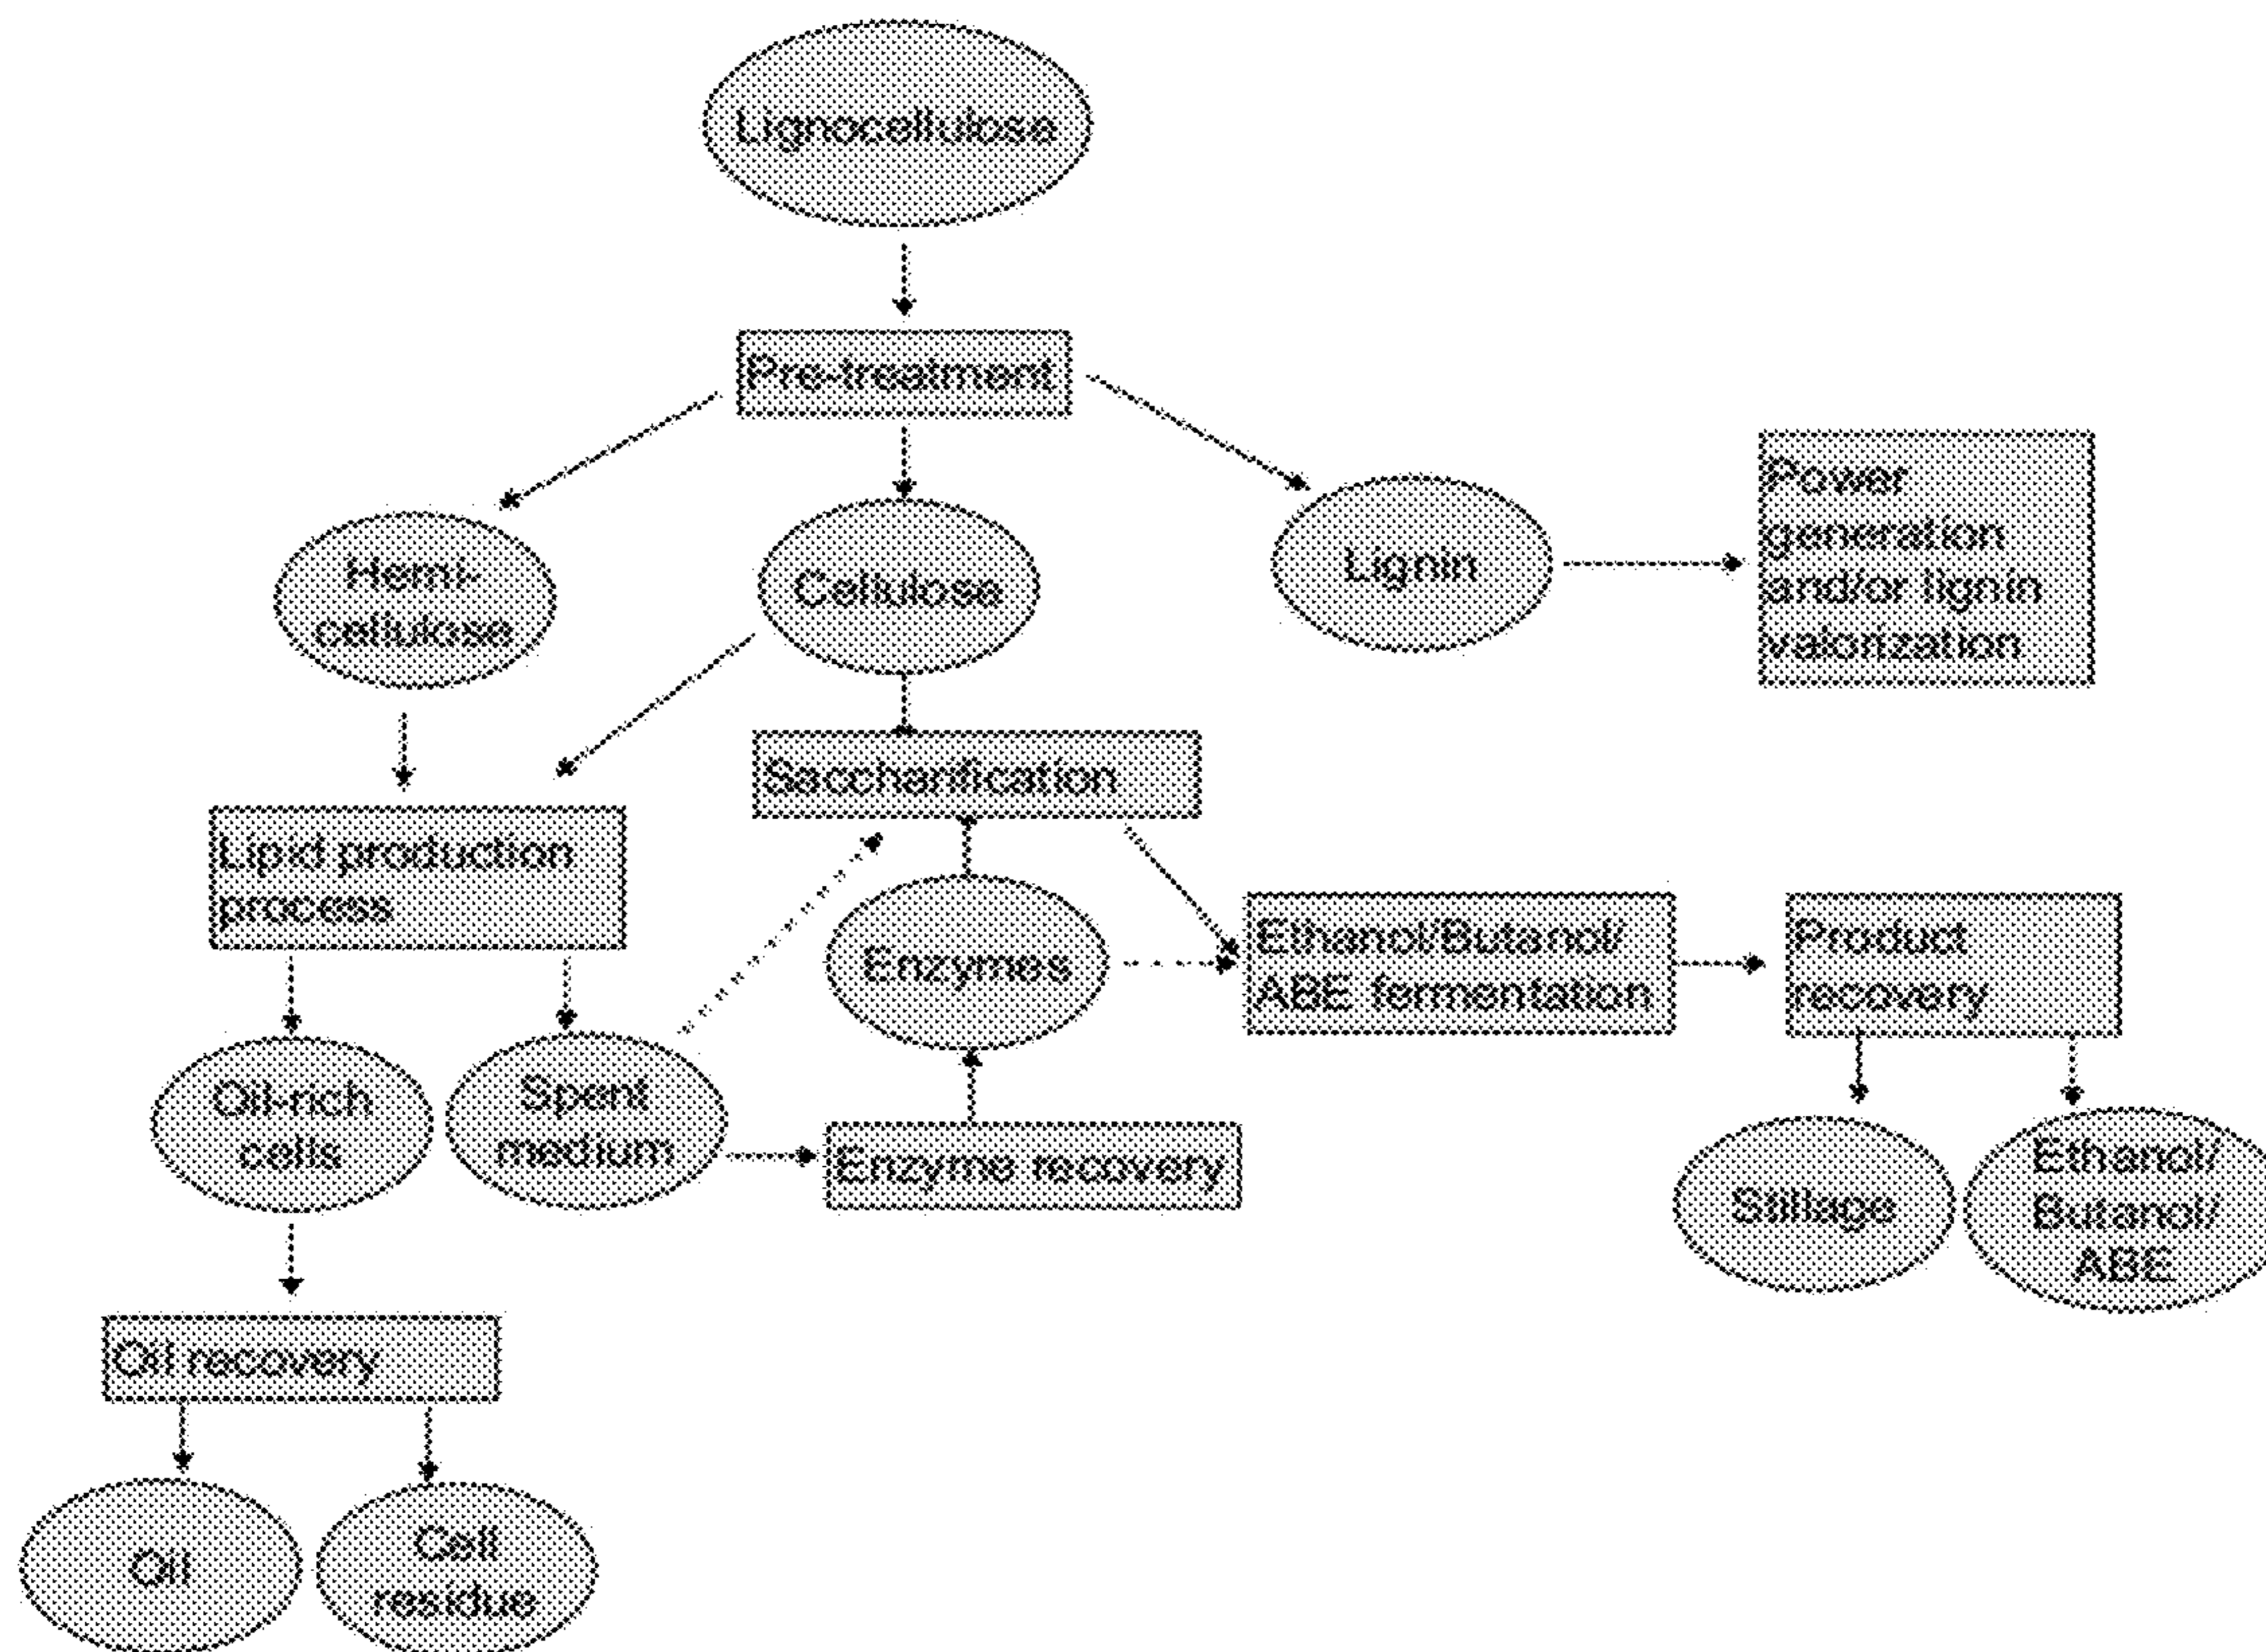 Lignocellulose
Pre-treatment
Hemi-
cellulose
Cellulose
Lignin
Power
generation
and/or lignin
valorization
Saccharification
Lipid production
process
Enzymes
Ethanol/Butanol/
ABE fermentation
Product
recovery
Oil-rich
cells
Spent
medium
Enzyme recovery
Stillage
Ethanol/
Butanol/
ABE
Oil recovery
Oil
Cell
residue